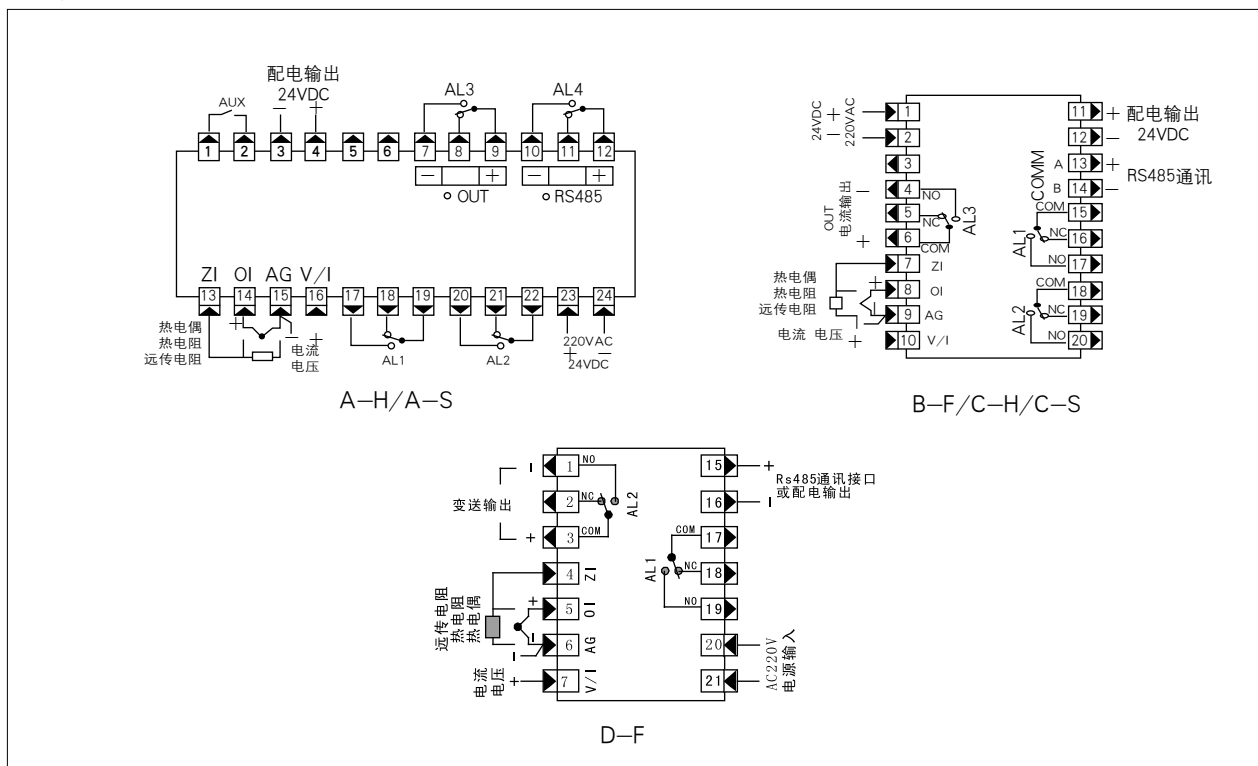 配电输出
24VDC
AUX
− +
AL3
AL4
1 2 3 4 5 6 7 8 9 10 11 12
− + − +
OUT
RS485
ZI OI AG V/I
13 14 15 16 17 18 19 20 21 22 23 24
热电偶
热电阻
远传电阻
+
− +
电流
电压
AL1
AL2
220VAC
+ −
24VDC
A−H/A−S
24VDC
+
−
220VAC
1
2
3
4
5
6
7
8
9
10
OUT
电流输出
−
+
NO
NC
COM
AL3
ZI
OI
AG
V/I
热电偶
热电阻
远传电阻
+
电流 电压
+
11
12
13
14
15
16
17
18
19
20
+
−
配电输出
24VDC
COMM
A
B
+
−
RS485通讯
COM
NC
NO
AL1
COM
NC
NO
AL2
B−F/C−H/C−S
变送输出
−
+
1
2
3
4
5
6
7
NO
NC
COM
AL2
ZI
OI
AG
V/I
远传电阻
热电阻
热电偶
+
−
−
电流
电压
+
15
16
17
18
19
20
21
+
−
Rs485通讯接口
或配电输出
COM
NC
NO
AL1
AC220V
电源输入
D−F